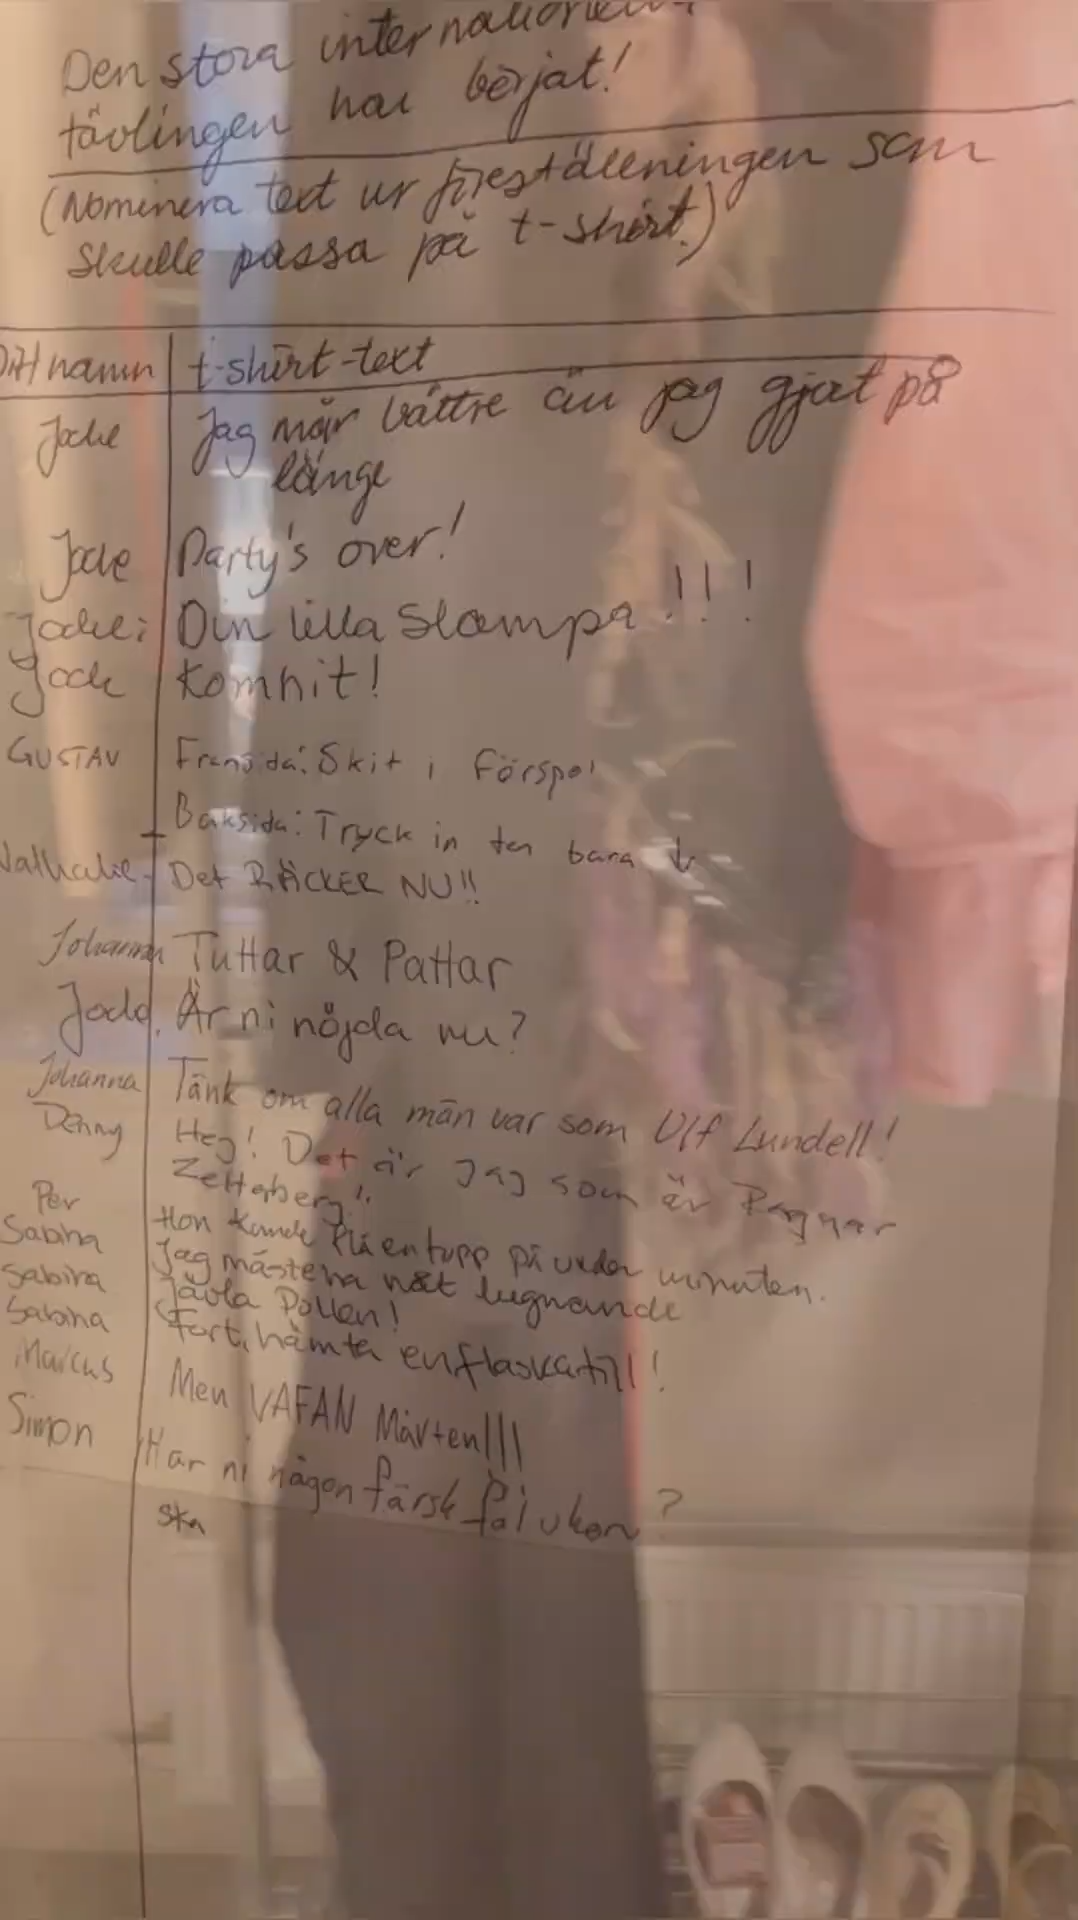 Den stora internationella
tävlingen har börjat!
(Nominera text ur föreställningen som
skulle passa på t-shirt.)
Ditt namn t-shirt-text
Jocke Jag mår bättre än jag gjort på
länge
Jocke Party's over!
Jocke: Din lilla Slampa!!!
Jocke Kom hit!
GUSTAV Framsida: Skit i förspel
Baksida: Tryck in den bara ↓
Nathalie - Det RÄCKER NU!!
Johanna Tuttar & Pattar
Jocke. Är ni nöjda nu?
Johanna Tänk om alla män var som Ulf Lundell!
Denny Hej! Det är jag som är Ragnar
Zettaberg!
Per Hon kunde en tupp på under minuten.
Sabina Jag måste ha nåt lugnande
Sabina Jävla Pollen!
Sabina Fort, hämta en flaska till!
Marcus Men VAFAN Mårten!!!
Simon Har ni någon färsk falukorv?
ska